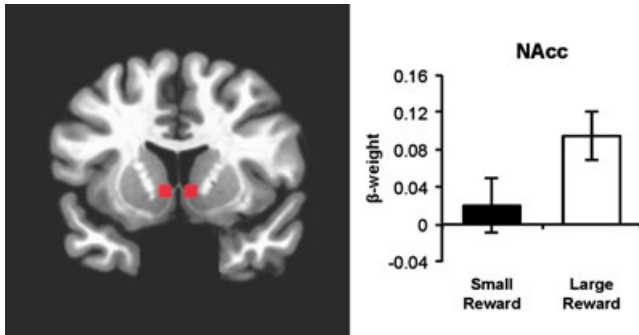 NAcc
0.16
0.12
0.08
0.04
0
-0.04
β-weight
Small
Reward
Large
Reward